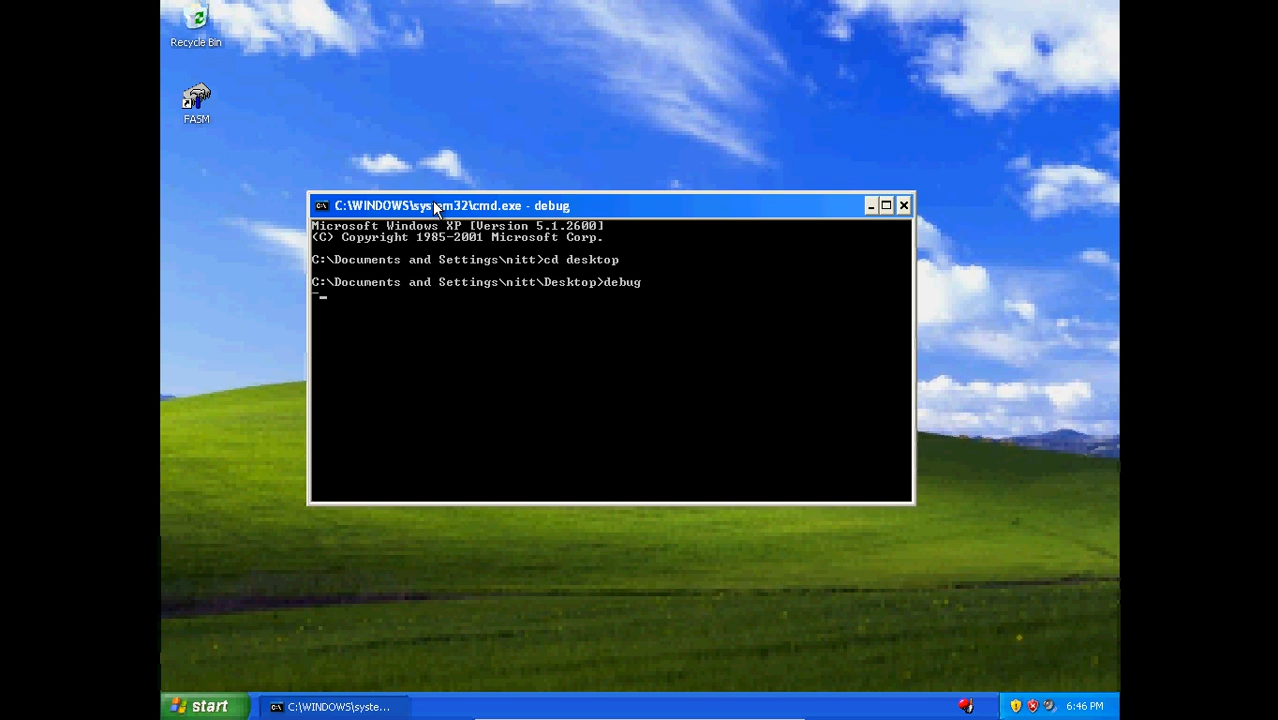 Recycle Bin
FASM
C:\WINDOWS\system32\cmd.exe - debug
Microsoft Windows XP [Version 5.1.2600]
(C) Copyright 1985-2001 Microsoft Corp.
C:\Documents and Settings\nitt>cd desktop
C:\Documents and Settings\nitt\Desktop>debug
-_
start
C:\WINDOWS\syste...
6:46 PM